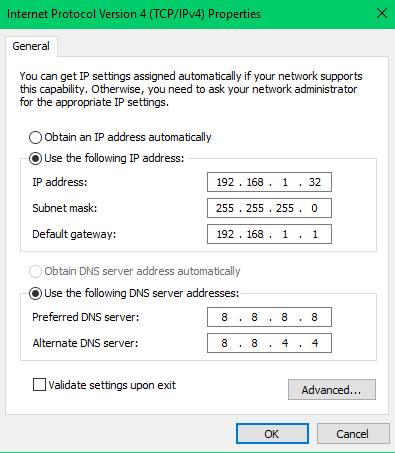 Internet Protocol Version 4 (TCP/IPv4) Properties
General
You can get IP settings assigned automatically if your network supports
this capability. Otherwise, you need to ask your network administrator
for the appropriate IP settings.
Obtain an IP address automatically
Use the following IP address:
IP address: 192 . 168 . 1 . 32
Subnet mask: 255 . 255 . 255 . 0
Default gateway: 192 . 168 . 1 . 1
Obtain DNS server address automatically
Use the following DNS server addresses:
Preferred DNS server: 8 . 8 . 8 . 8
Alternate DNS server: 8 . 8 . 4 . 4
Validate settings upon exit
Advanced...
OK Cancel